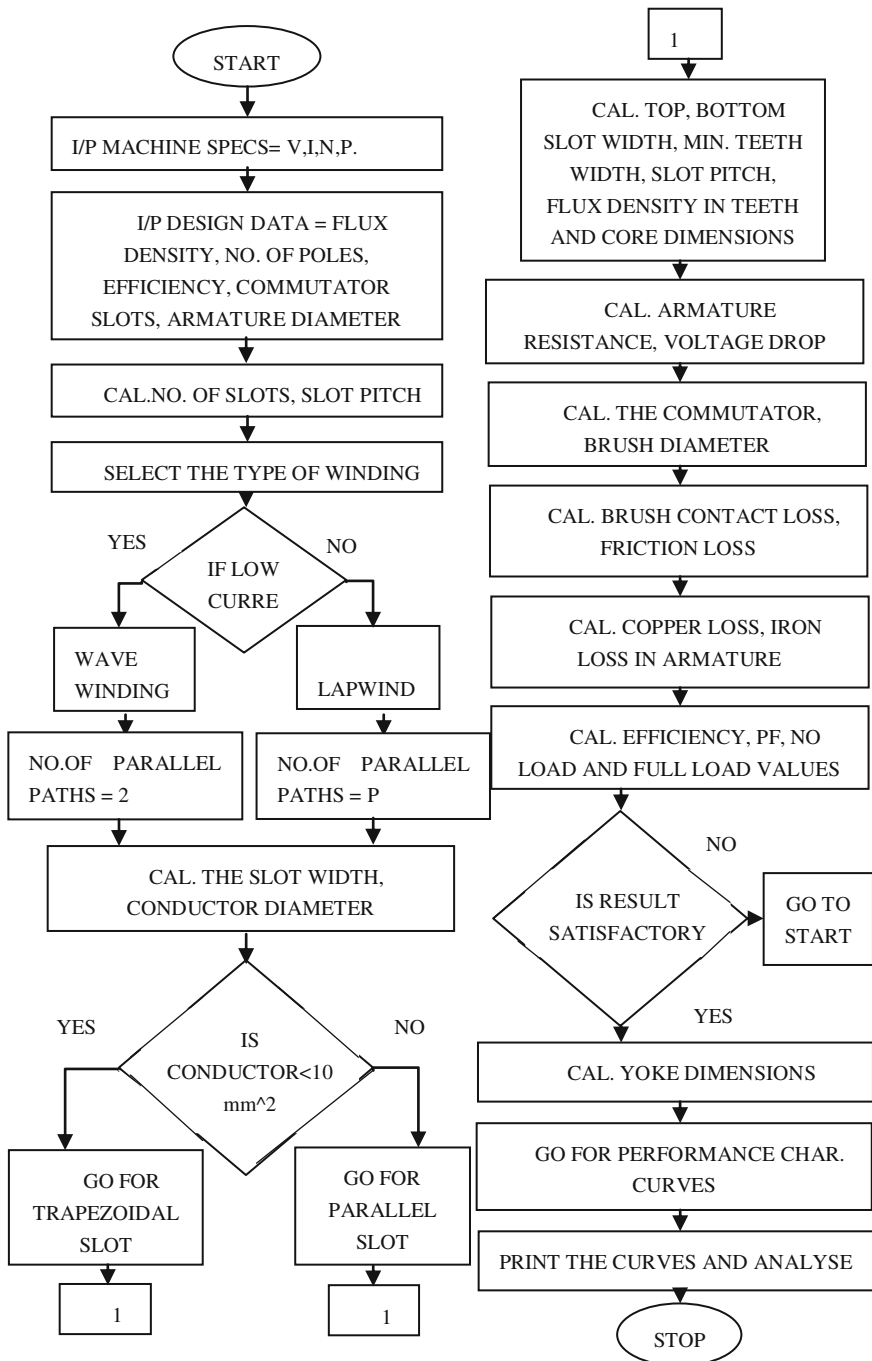 START
I/P MACHINE SPECS= V,I,N,P.
I/P DESIGN DATA = FLUX
DENSITY, NO. OF POLES,
EFFICIENCY, COMMUTATOR
SLOTS, ARMATURE DIAMETER
CAL.NO. OF SLOTS, SLOT PITCH
SELECT THE TYPE OF WINDING
YES
NO
IF LOW
CURRE
WAVE
WINDING
LAPWIND
NO.OF PARALLEL
PATHS = 2
NO.OF PARALLEL
PATHS = P
CAL. THE SLOT WIDTH,
CONDUCTOR DIAMETER
YES
NO
IS
CONDUCTOR<10
mm^2
GO FOR
TRAPEZOIDAL
SLOT
GO FOR
PARALLEL
SLOT
1
1
1
CAL. TOP, BOTTOM
SLOT WIDTH, MIN. TEETH
WIDTH, SLOT PITCH,
FLUX DENSITY IN TEETH
AND CORE DIMENSIONS
CAL. ARMATURE
RESISTANCE, VOLTAGE DROP
CAL. THE COMMUTATOR,
BRUSH DIAMETER
CAL. BRUSH CONTACT LOSS,
FRICTION LOSS
CAL. COPPER LOSS, IRON
LOSS IN ARMATURE
CAL. EFFICIENCY, PF, NO
LOAD AND FULL LOAD VALUES
NO
IS RESULT
SATISFACTORY
GO TO
START
YES
CAL. YOKE DIMENSIONS
GO FOR PERFORMANCE CHAR.
CURVES
PRINT THE CURVES AND ANALYSE
STOP